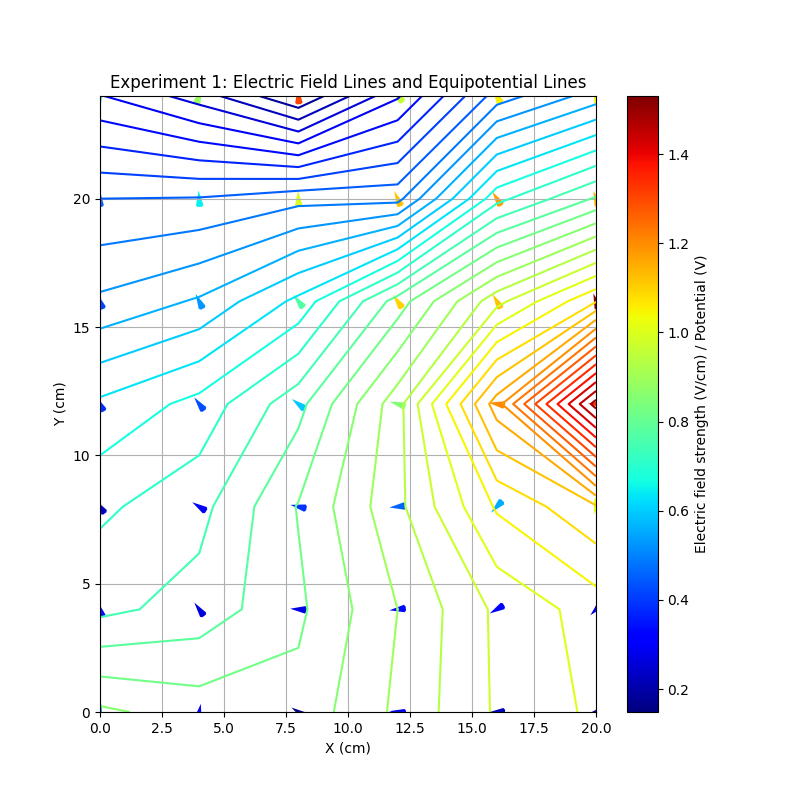 Experiment 1: Electric Field Lines and Equipotential Lines
20
15
10
5
0
Y (cm)
0.0 2.5 5.0 7.5 10.0 12.5 15.0 17.5 20.0
X (cm)
1.4
1.2
1.0
0.8
0.6
0.4
0.2
Electric field strength (V/cm) / Potential (V)